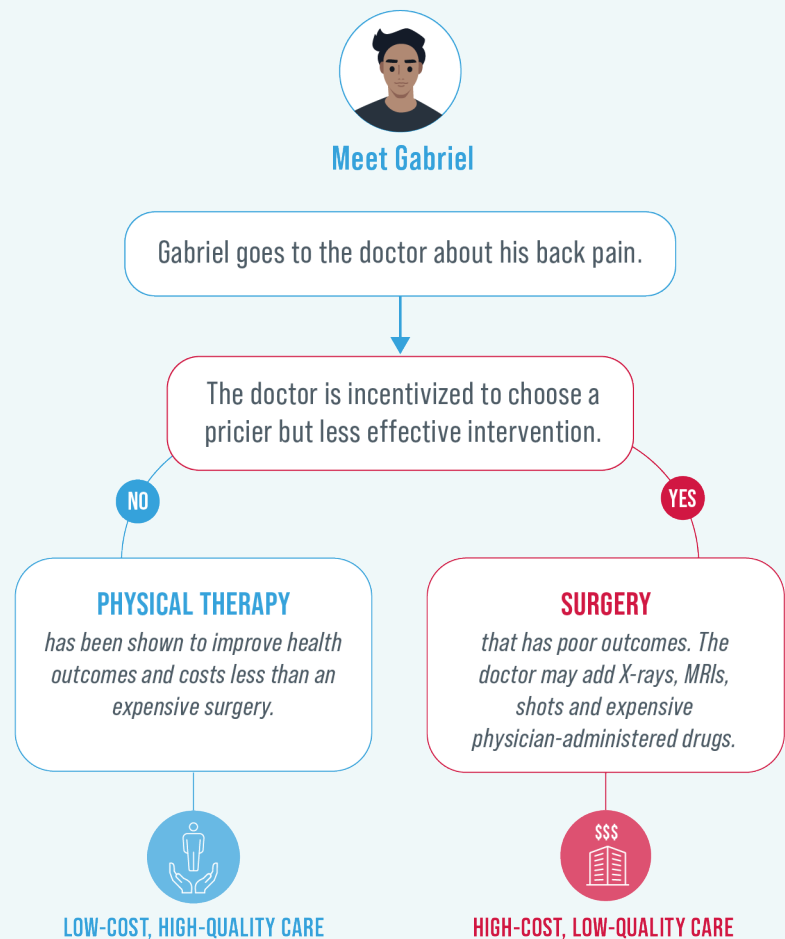 Meet Gabriel
Gabriel goes to the doctor about his back pain.
The doctor is incentivized to choose a
pricier but less effective intervention.
NO
YES
PHYSICAL THERAPY
has been shown to improve health
outcomes and costs less than an
expensive surgery.
SURGERY
that has poor outcomes. The
doctor may add X-rays, MRIs,
shots and expensive
physician-administered drugs.
$$$
LOW-COST, HIGH-QUALITY CARE
HIGH-COST, LOW-QUALITY CARE